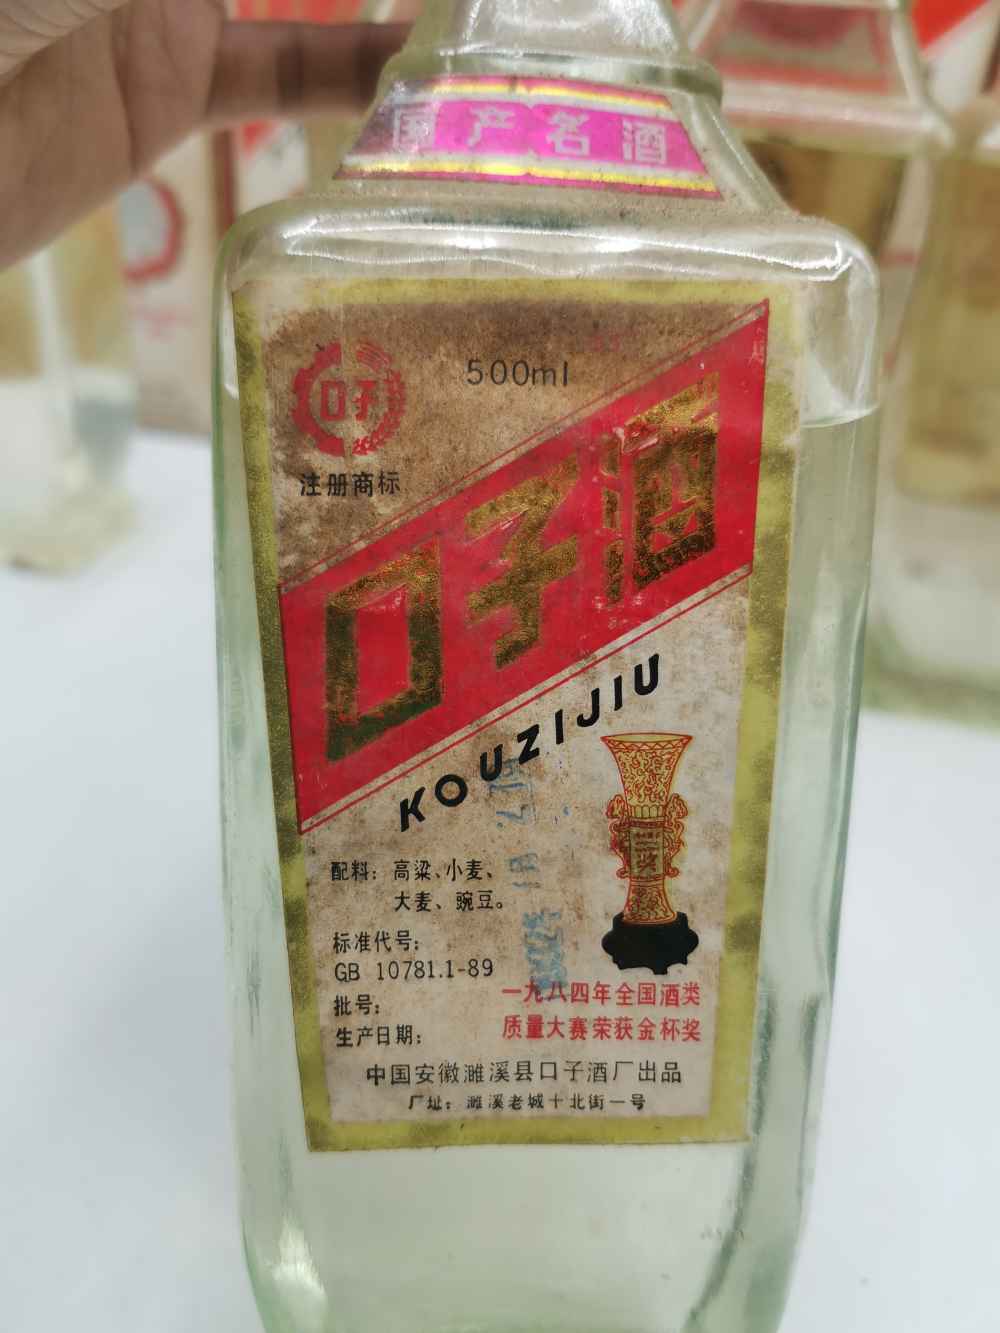 国产名酒
500ml
口子
注册商标
口子酒
KOUZIJIU
配料：高粱、小麦、
大麦、豌豆。
标准代号：
GB 10781.1-89
批号：
生产日期：
一九八四年全国酒类
质量大赛荣获金杯奖
中国安徽濉溪县口子酒厂出品
厂址：濉溪老城十北街一号